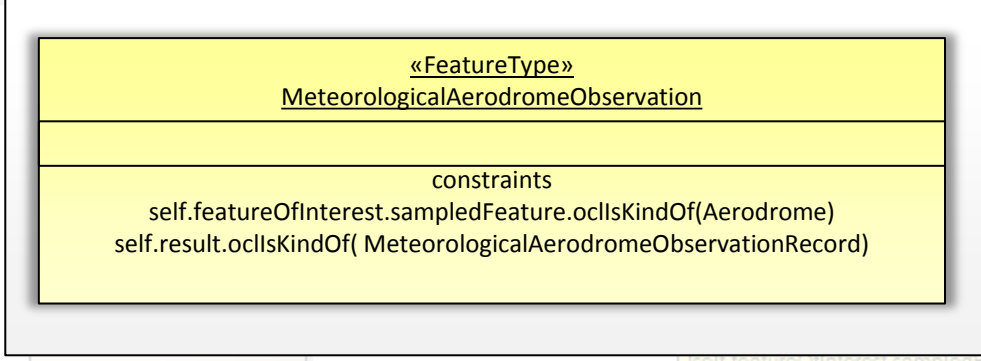 «FeatureType»
MeteorologicalAerodromeObservation
constraints
self.featureOfInterest.sampledFeature.oclIsKindOf(Aerodrome)
self.result.oclIsKindOf( MeteorologicalAerodromeObservationRecord)